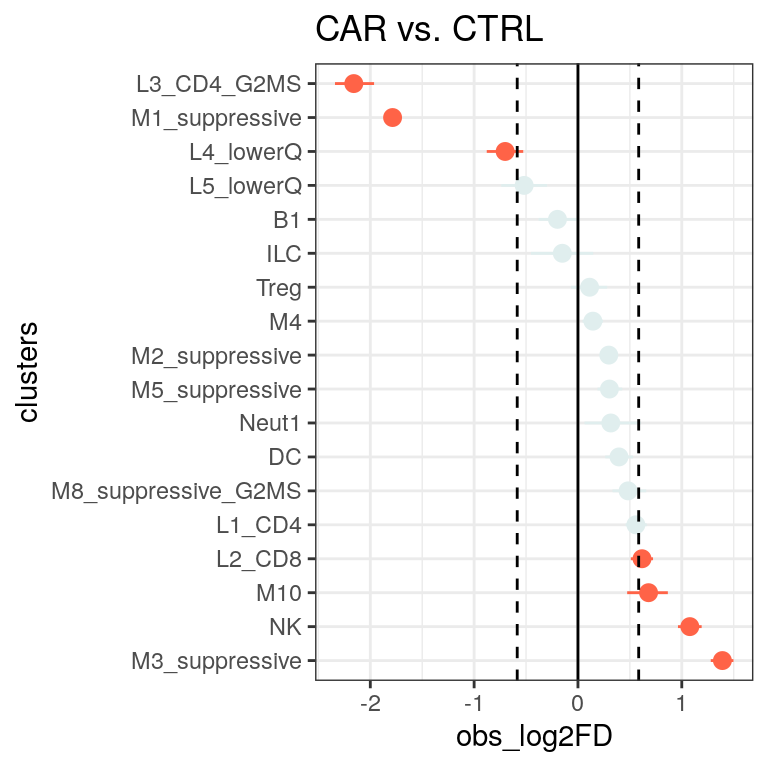 CAR vs. CTRL
clusters
L3_CD4_G2MS
M1_suppressive
L4_lowerQ
L5_lowerQ
B1
ILC
Treg
M4
M2_suppressive
M5_suppressive
Neut1
DC
M8_suppressive_G2MS
L1_CD4
L2_CD8
M10
NK
M3_suppressive
-2 -1 0 1
obs_log2FD